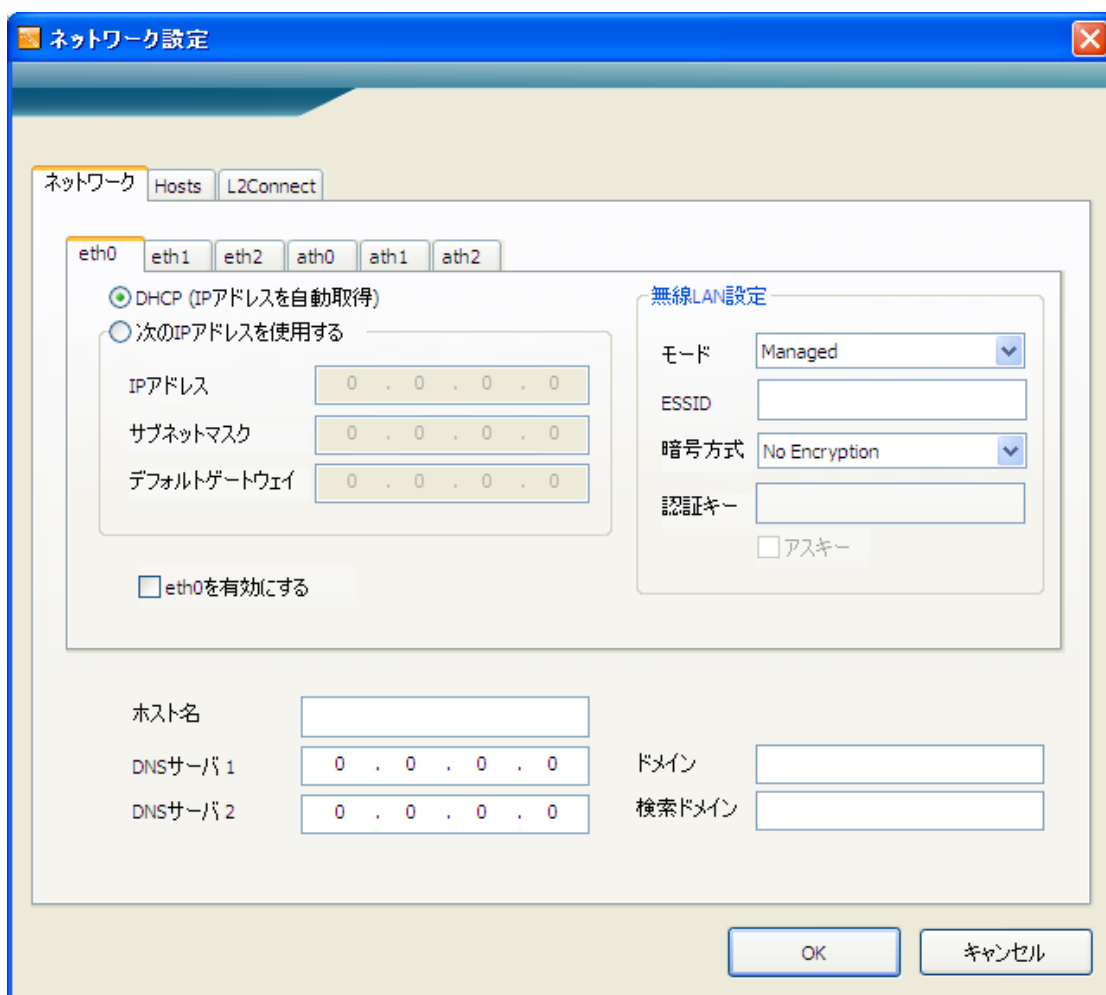 ネットワーク設定
ネットワーク Hosts L2Connect
eth0 eth1 eth2 ath0 ath1 ath2
DHCP (IPアドレスを自動取得)
次のIPアドレスを使用する
IPアドレス 0 . 0 . 0 . 0
サブネットマスク 0 . 0 . 0 . 0
デフォルトゲートウェイ 0 . 0 . 0 . 0
eth0を有効にする
無線LAN設定
モード Managed
ESSID
暗号方式 No Encryption
認証キー
アスキー
ホスト名
DNSサーバ 1 0 . 0 . 0 . 0
DNSサーバ 2 0 . 0 . 0 . 0
ドメイン
検索ドメイン
OK キャンセル